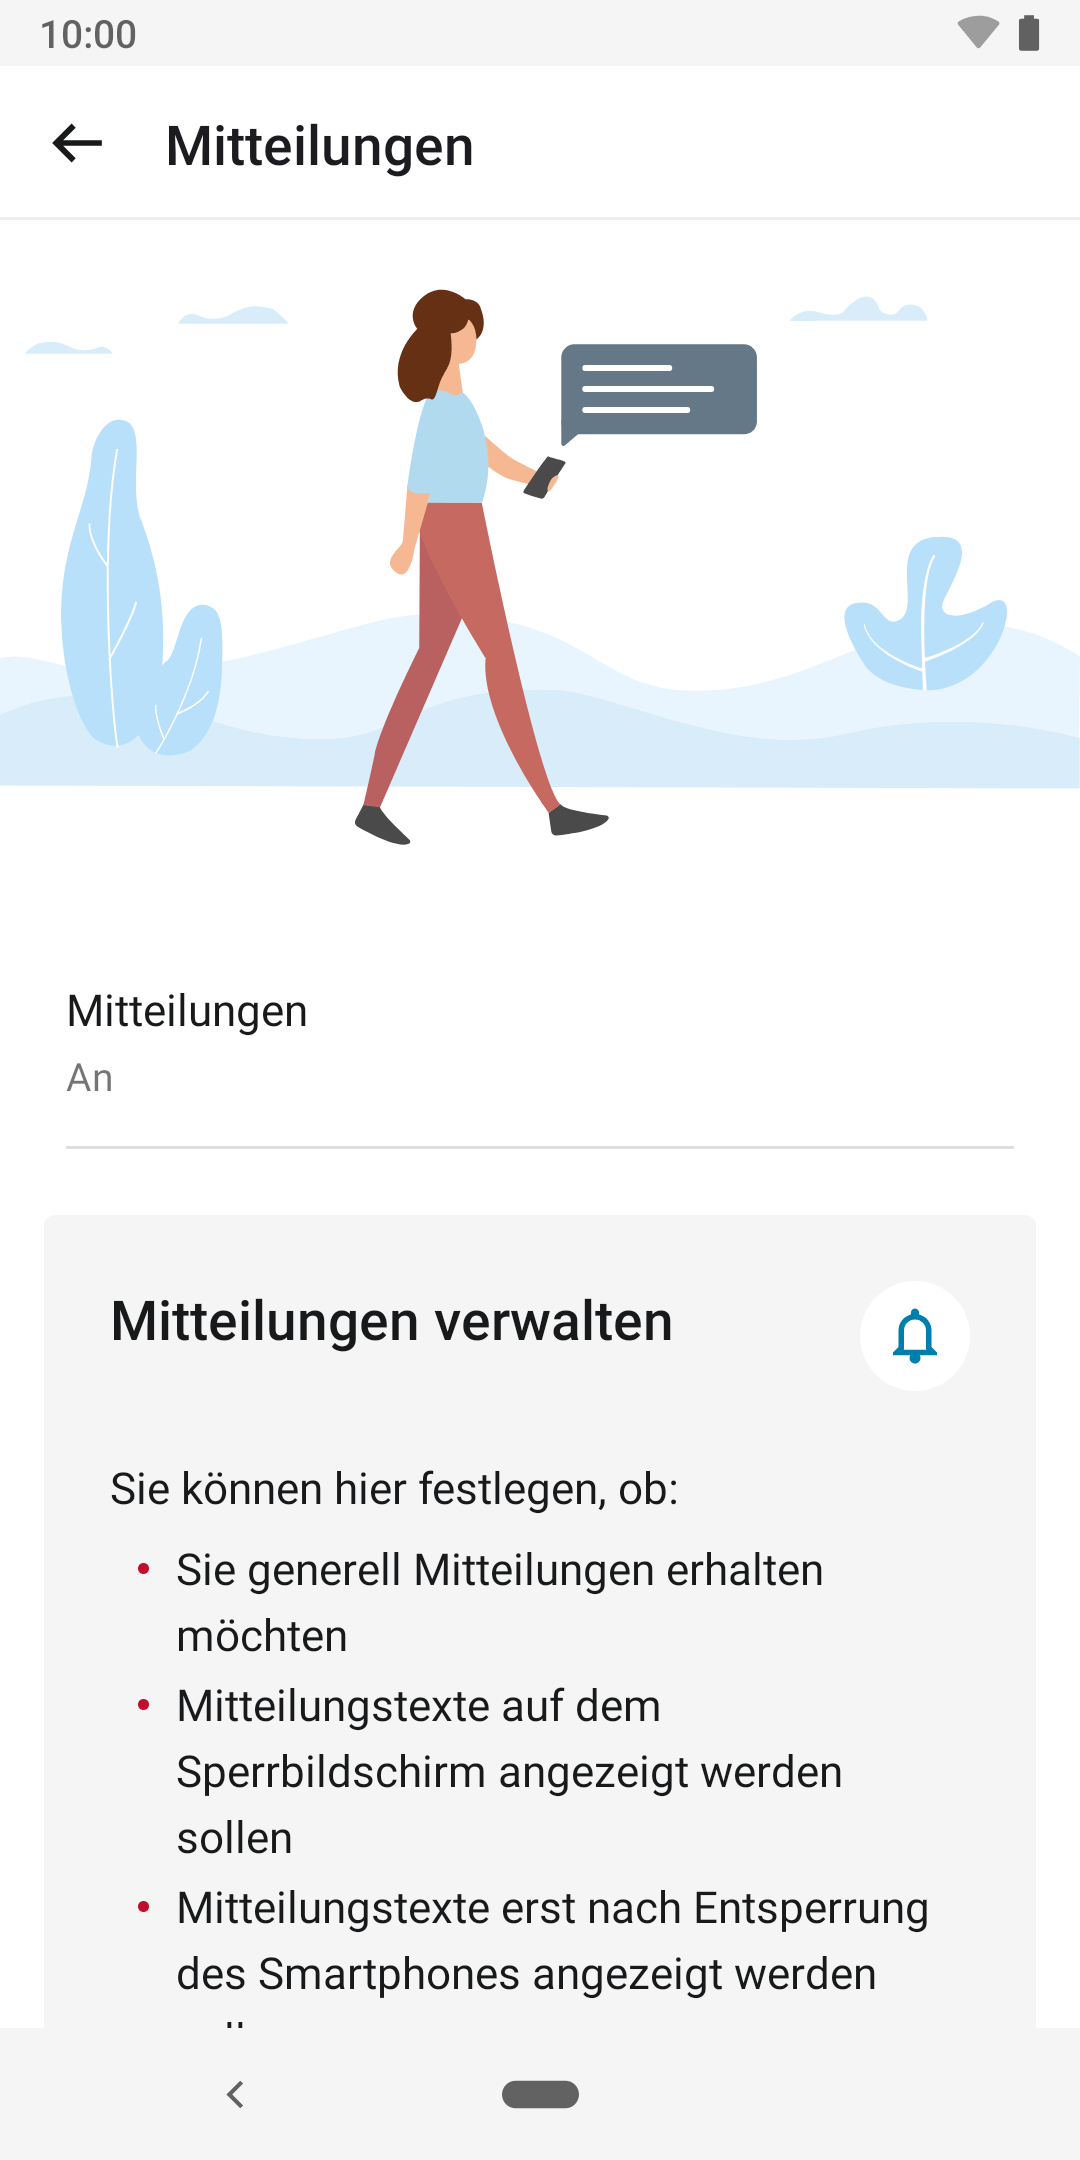 10:00
Mitteilungen
Mitteilungen
An
Mitteilungen verwalten
Sie können hier festlegen, ob:
• Sie generell Mitteilungen erhalten
möchten
• Mitteilungstexte auf dem
Sperrbildschirm angezeigt werden
sollen
• Mitteilungstexte erst nach Entsperrung
des Smartphones angezeigt werden